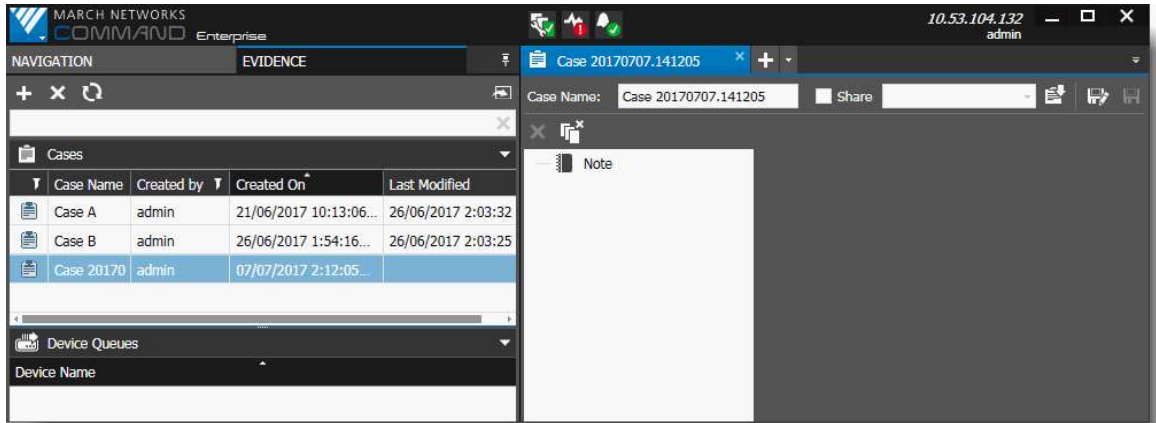 MARCH NETWORKS
COMMAND Enterprise
10.53.104.132
admin
NAVIGATION EVIDENCE
Case 20170707.141205
Case Name: Case 20170707.141205 Share
Cases
Note
Case Name Created by Created On Last Modified
Case A admin 21/06/2017 10:13:06... 26/06/2017 2:03:32
Case B admin 26/06/2017 1:54:16... 26/06/2017 2:03:25
Case 20170 admin 07/07/2017 2:12:05...
Device Queues
Device Name